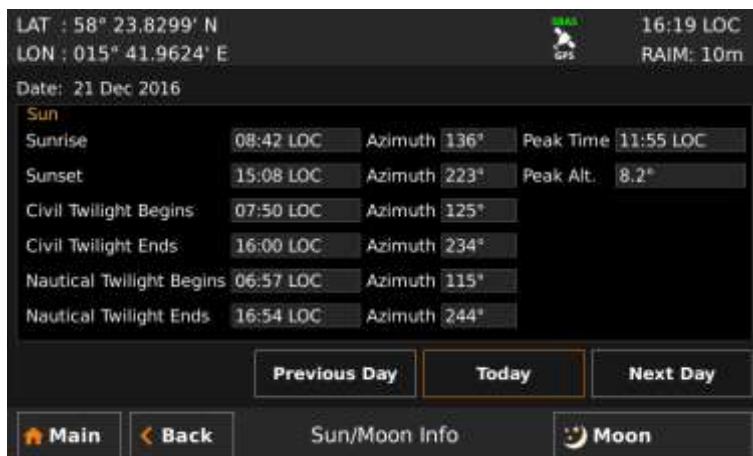 LAT : 58° 23.8299' N
LON : 015° 41.9624' E
SBAS
GPS
16:19 LOC
RAIM: 10m
Date: 21 Dec 2016
Sun
Sunrise 08:42 LOC Azimuth 136° Peak Time 11:55 LOC
Sunset 15:08 LOC Azimuth 223° Peak Alt. 8.2°
Civil Twilight Begins 07:50 LOC Azimuth 125°
Civil Twilight Ends 16:00 LOC Azimuth 234°
Nautical Twilight Begins 06:57 LOC Azimuth 115°
Nautical Twilight Ends 16:54 LOC Azimuth 244°
Previous Day Today Next Day
Main Back Sun/Moon Info Moon